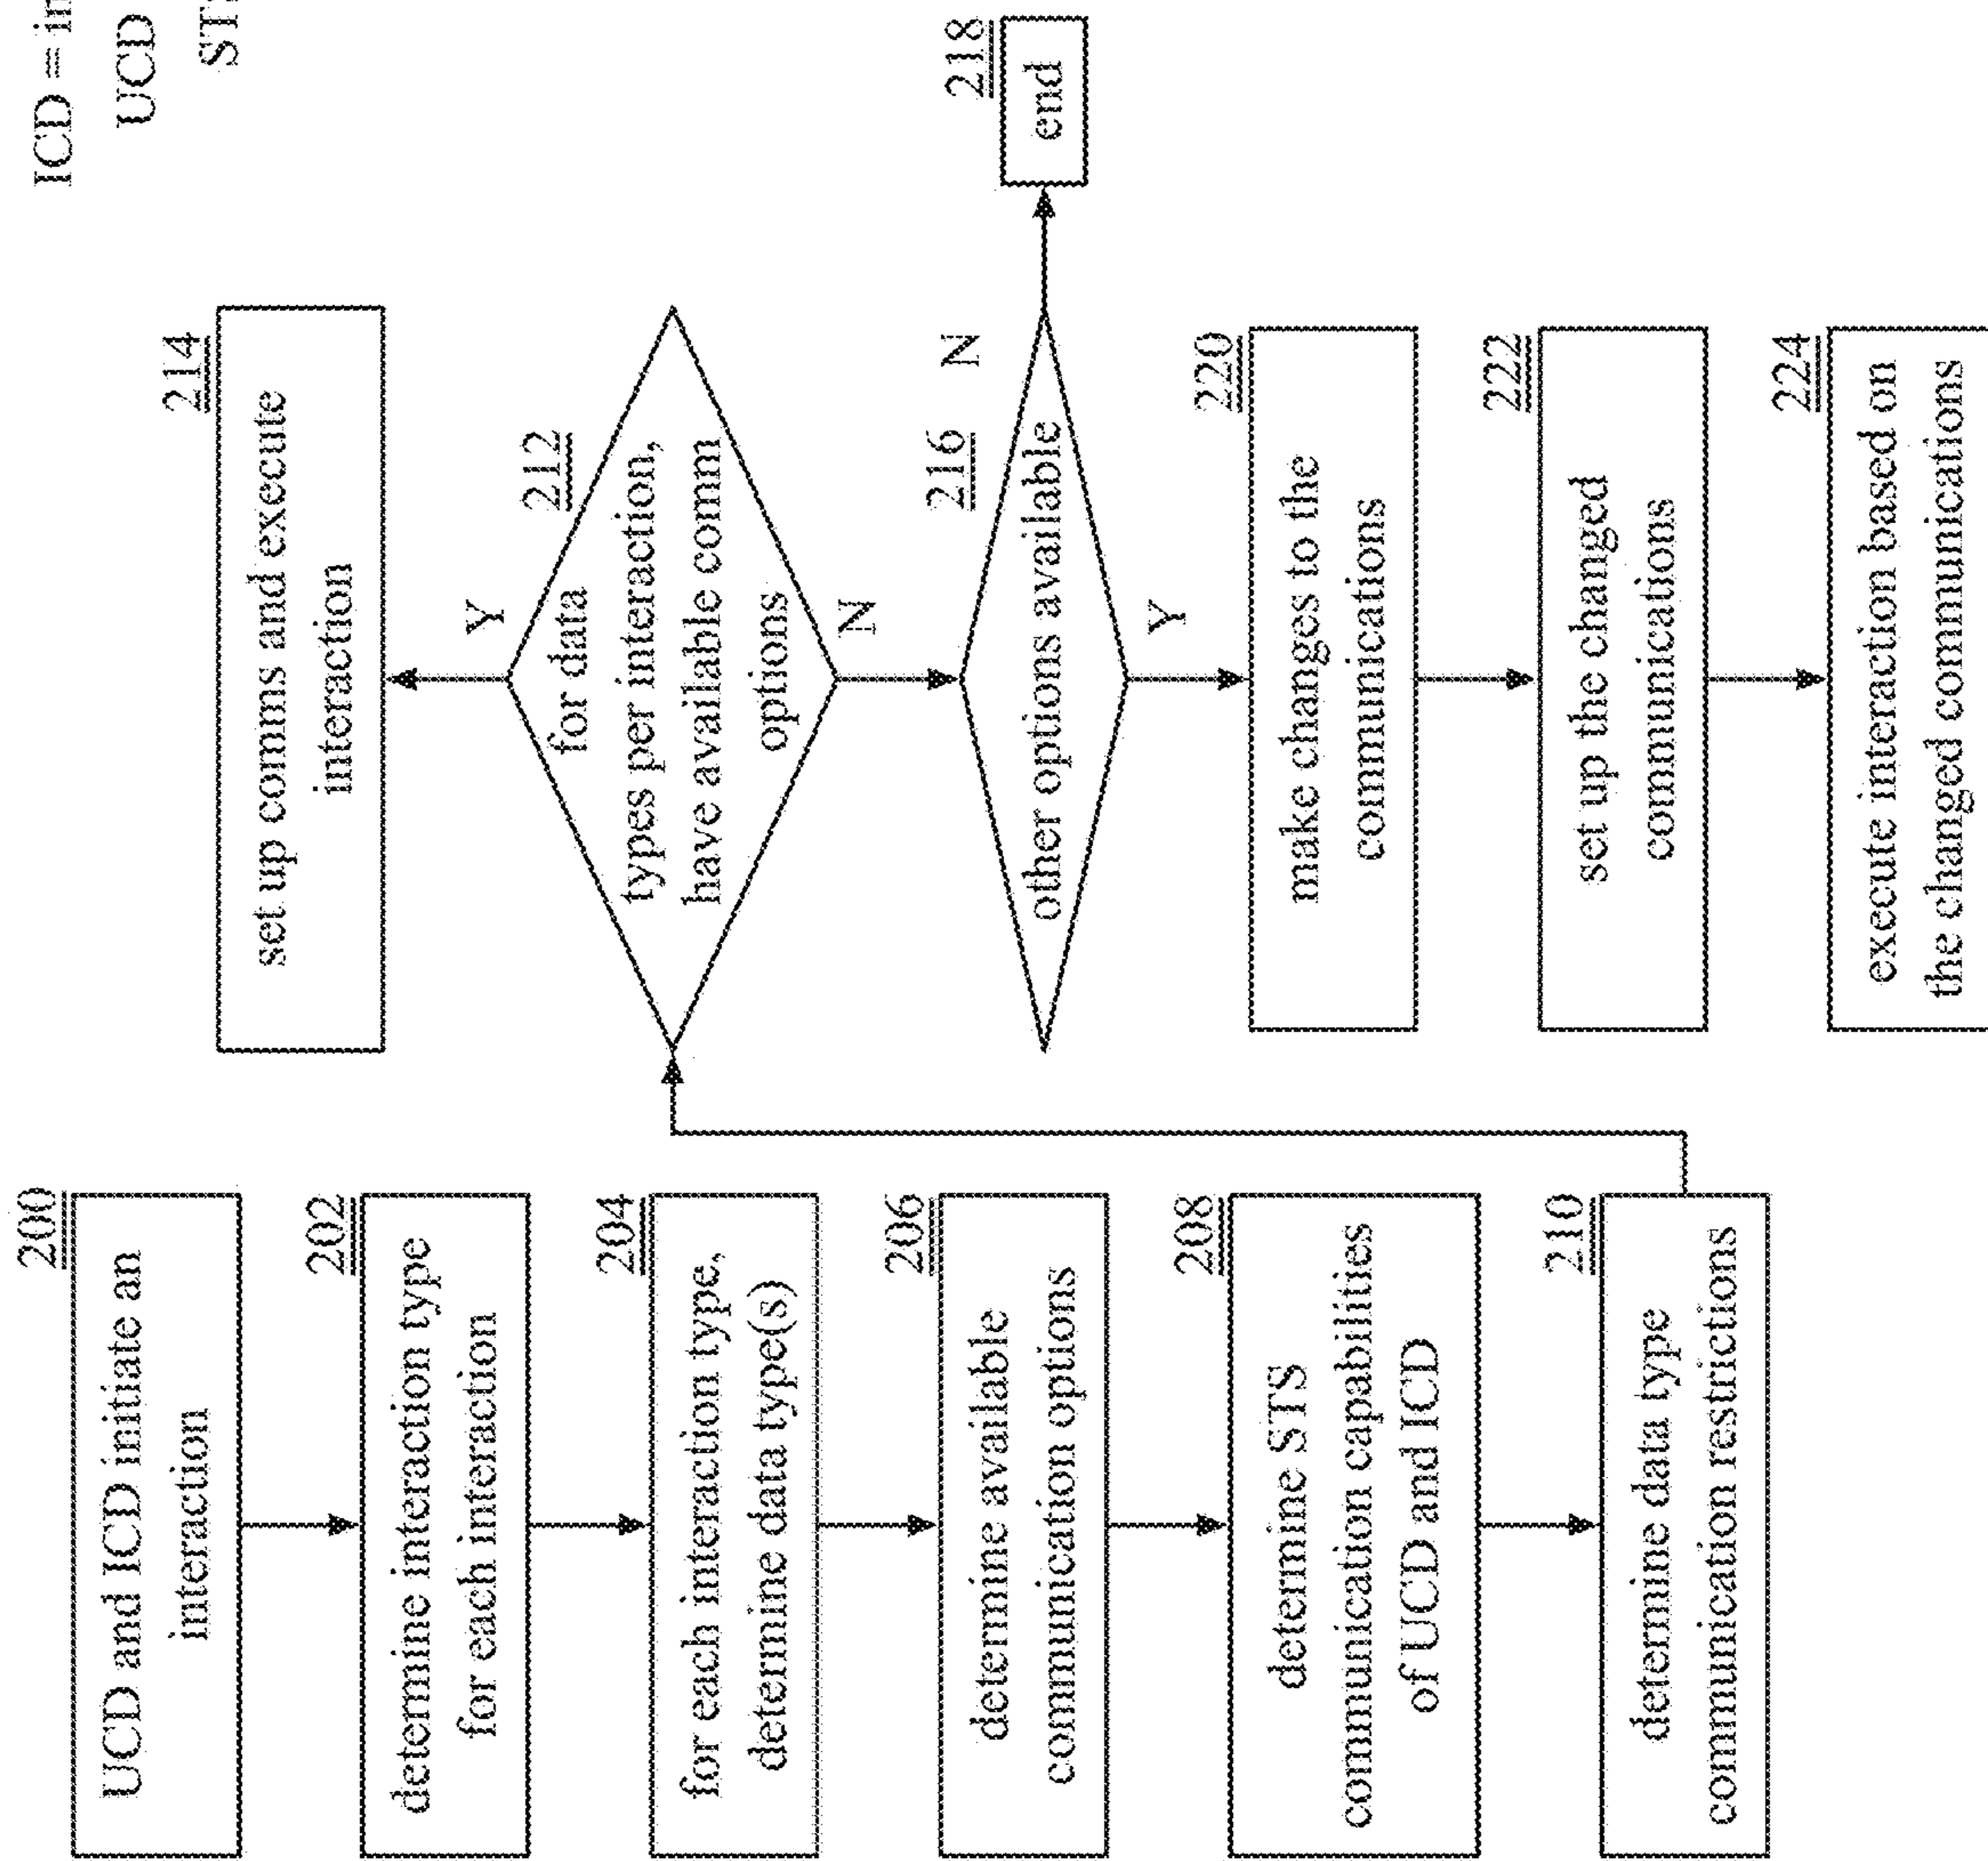 ICD = in
UCD
ST
200
UCD and ICD initiate an
interaction
202
determine interaction type
for each interaction
204
for each interaction type,
determine data type(s)
206
determine available
communication options
208
determine STS
communication capabilities
of UCD and ICD
210
determine data type
communication restrictions
214
set up comms and execute
interaction
Y
212
for data
types per interaction,
have available comm
options
N
216
N
other options available
Y
218
end
220
make changes to the
communications
222
set up the changed
communications
224
execute interaction based on
the changed communications